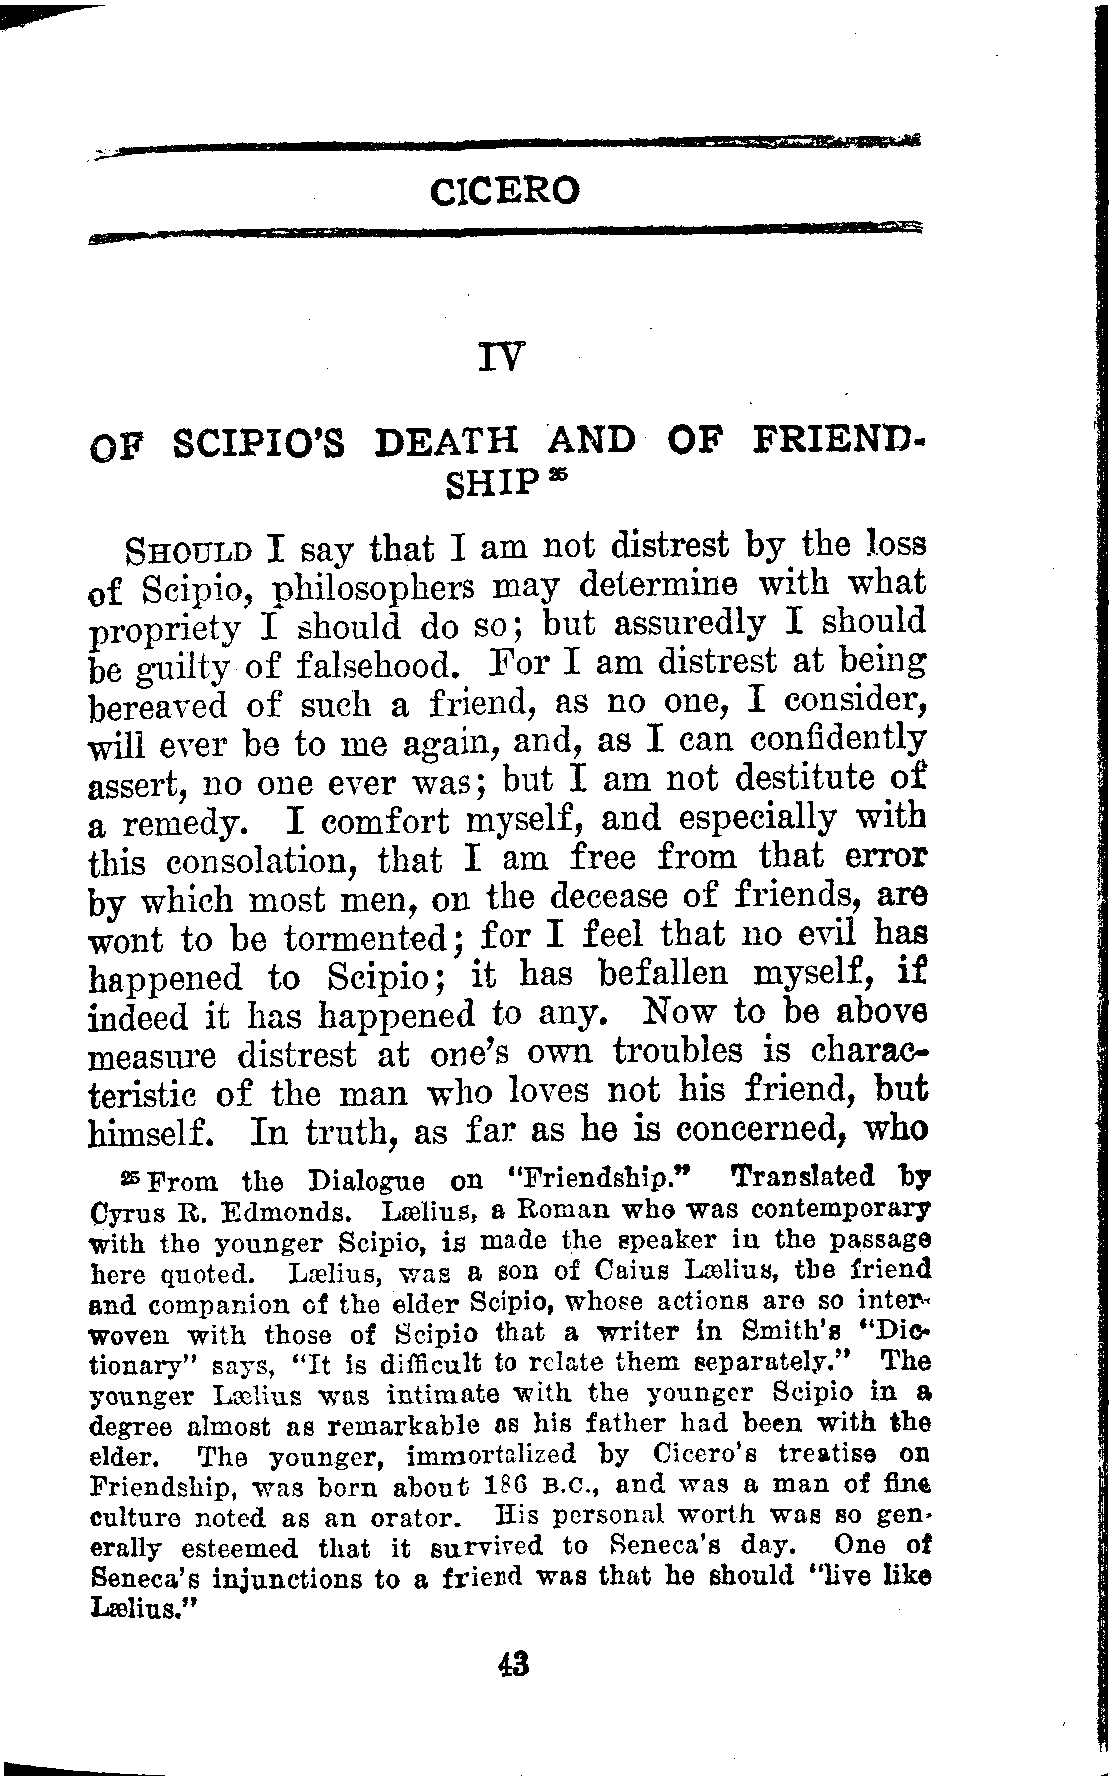 CICERO
IV
OF SCIPIO'S DEATH AND OF FRIEND-
SHIP 25
SHOULD I say that I am not distrest by the loss
of Scipio, philosophers may determine with what
propriety I should do so; but assuredly I should
be guilty of falsehood. For I am distrest at being
bereaved of such a friend, as no one, I consider,
will ever be to me again, and, as I can confidently
assert, no one ever was; but I am not destitute of
a remedy. I comfort myself, and especially with
this consolation, that I am free from that error
by which most men, on the decease of friends, are
wont to be tormented; for I feel that no evil has
happened to Scipio; it has befallen myself, if
indeed it has happened to any. Now to be above
measure distrest at one's own troubles is charac-
teristic of the man who loves not his friend, but
himself. In truth, as far as he is concerned, who
25 From the Dialogue on "Friendship." Translated by
Cyrus R. Edmonds. Lælius, a Roman who was contemporary
with the younger Scipio, is made the speaker in the passage
here quoted. Lælius, was a son of Caius Lælius, the friend
and companion of the elder Scipio, whose actions are so inter-
woven with those of Scipio that a writer in Smith's "Dic-
tionary" says, "It is difficult to relate them separately." The
younger Lælius was intimate with the younger Scipio in a
degree almost as remarkable as his father had been with the
elder. The younger, immortalized by Cicero's treatise on
Friendship, was born about 186 B.C., and was a man of fine
culture noted as an orator. His personal worth was so gen-
erally esteemed that it survived to Seneca's day. One of
Seneca's injunctions to a friend was that he should "live like
Lælius."
43